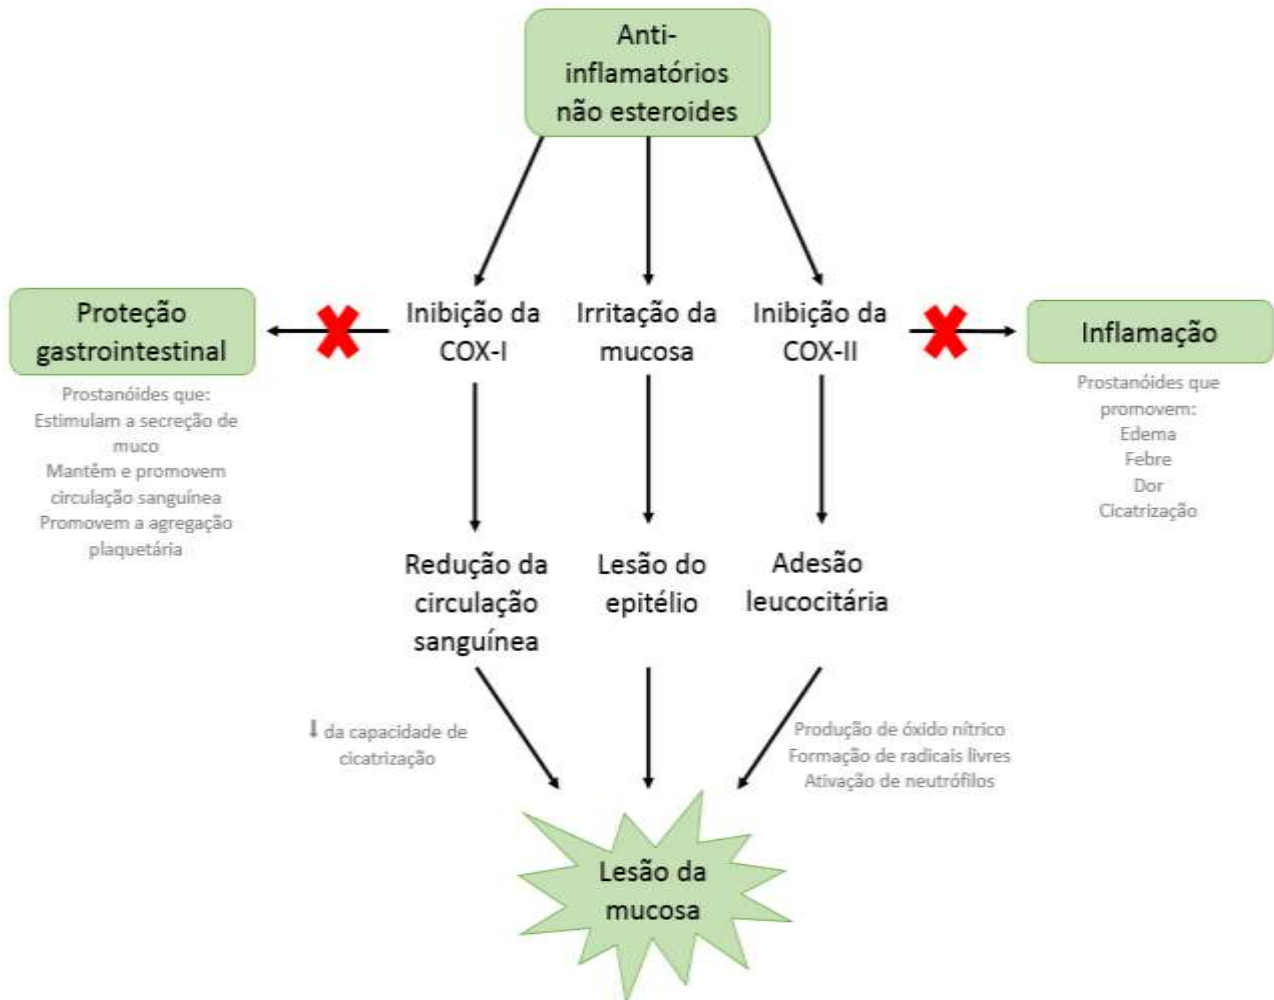 Anti-
inflamatórios
não esteroides
Proteção
gastrointestinal
Prostanóides que:
Estimulam a secreção de
muco
Mantêm e promovem
circulação sanguínea
Promovem a agregação
plaquetária
Inibição da
COX-I
Irritação da
mucosa
Inibição da
COX-II
Inflamação
Prostanóides que
promovem:
Edema
Febre
Dor
Cicatrização
Redução da
circulação
sanguínea
Lesão do
epitélio
Adesão
leucocitária
⬇ da capacidade de
cicatrização
Produção de óxido nítrico
Formação de radicais livres
Ativação de neutrófilos
Lesão da
mucosa